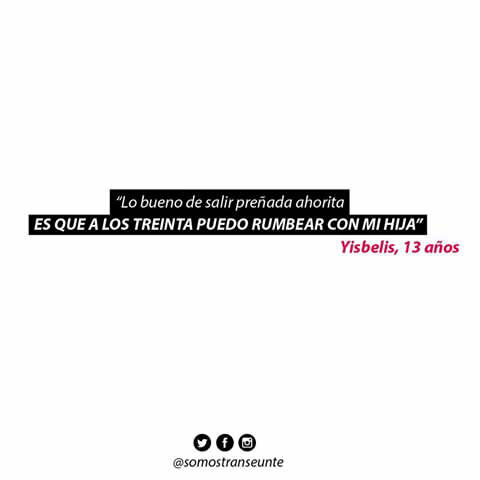 “Lo bueno de salir preñada ahorita
ES QUE A LOS TREINTA PUEDO RUMBEAR CON MI HIJA”
Yisbelis, 13 años
@somostranseunte